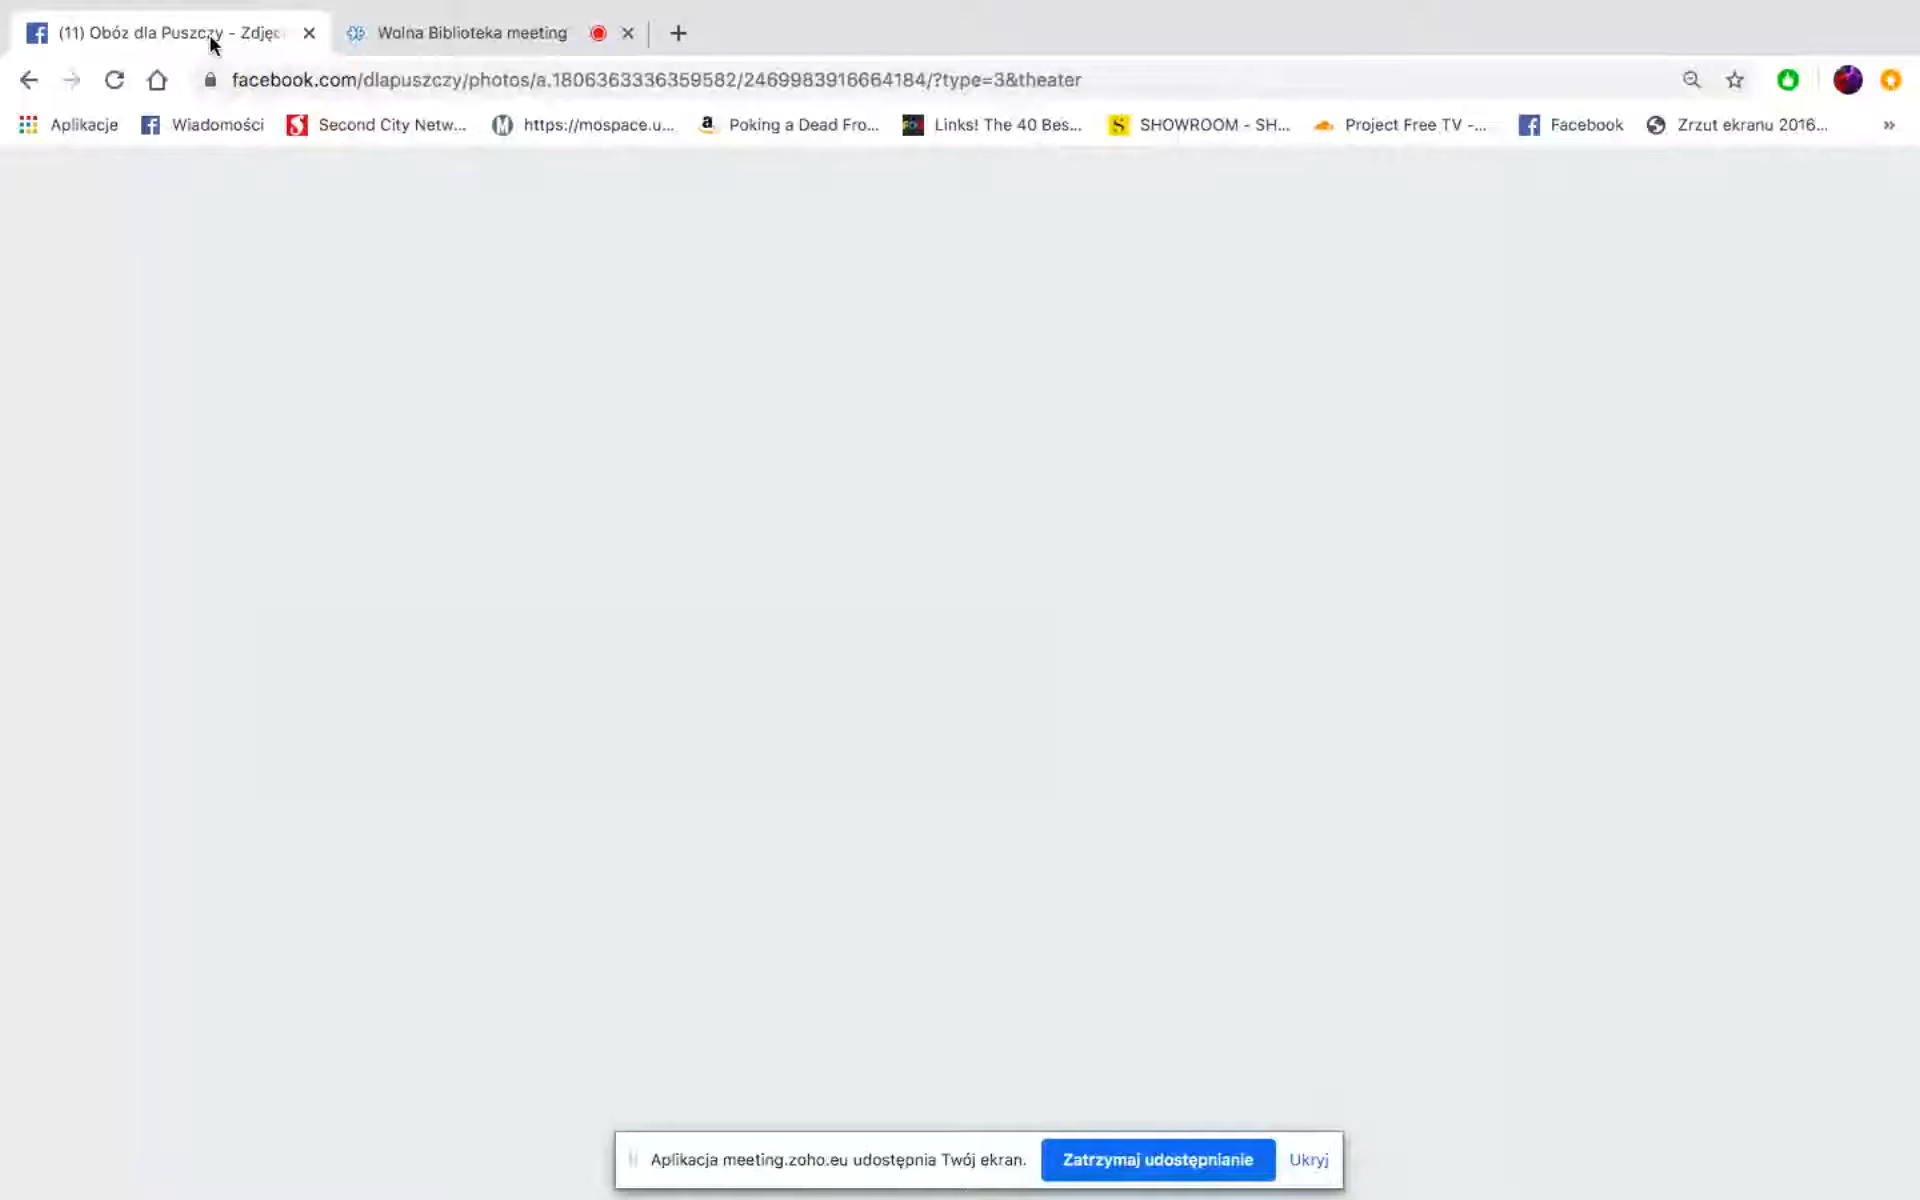 (11) Obóz dla Puszczy - Zdjęc
Wolna Biblioteka meeting
facebook.com/dlapuszczy/photos/a.1806363336359582/2469983916664184/?type=3&theater
Aplikacje Wiadomości Second City Netw... https://mospace.u... Poking a Dead Fro... Links! The 40 Bes... SHOWROOM - SH... Project Free TV -... Facebook Zrzut ekranu 2016... »
Aplikacja meeting.zoho.eu udostępnia Twój ekran. Zatrzymaj udostępnianie Ukryj